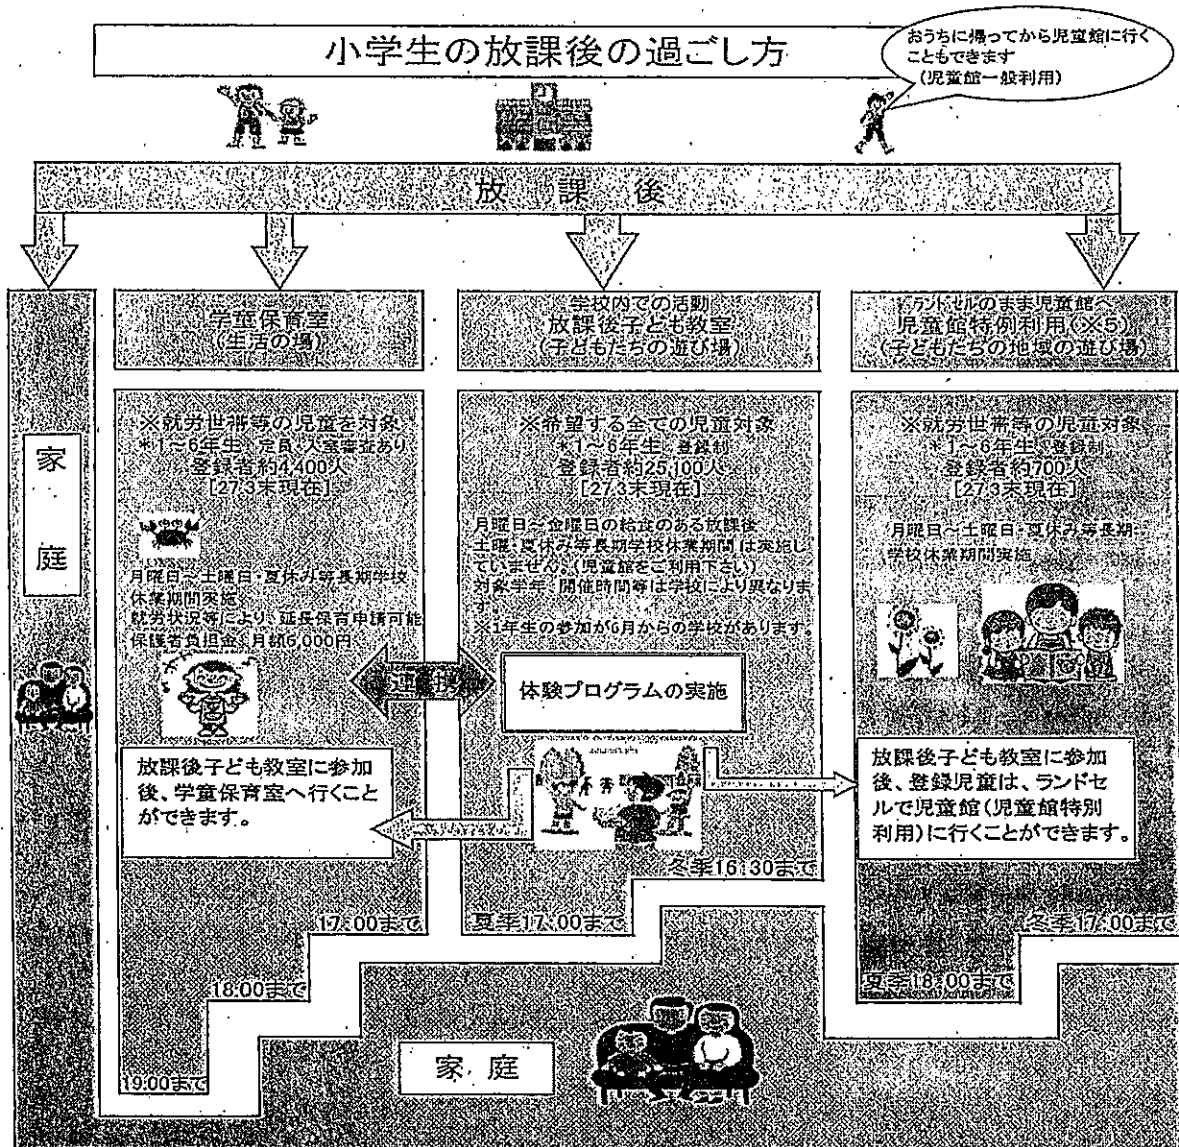 小学生の放課後の過ごし方
おうちに帰ってから児童館に行く
こともできます
(児童館一般利用)
放課後
学童保育室
(生活の場)
学校内での活動
放課後子ども教室
(子どもたちの遊び場)
ランドセルのまま児童館へ
児童館特例利用(※5)
(子どもたちの地域の遊び場)
家庭
※就労世帯等の児童を対象
*1~6年生 定員・入室審査あり
登録者約4,400人
[27.3末現在]
月曜日~土曜日・夏休み等長期学校
休業期間実施
就労状況等により、延長保育申請可能
保護者負担金:月額6,000円
放課後子ども教室に参加
後、学童保育室へ行くこと
ができます。
17:00まで
18:00まで
19:00まで
連携
※希望する全ての児童対象
*1~6年生 登録制
登録者約25,100人
[27.3末現在]
月曜日~金曜日の給食のある放課後
土曜・夏休み等長期学校休業期間は実施し
ていません。(児童館をご利用下さい)
対象学年、開催時間等は学校により異なりま
す。
※1年生の参加が6月からの学校があります。
体験プログラムの実施
冬季16:30まで
夏季17:00まで
※就労世帯等の児童対象
*1~6年生 登録制
登録者約700人
[27.3末現在]
月曜日~土曜日・夏休み等長期
学校休業期間実施
放課後子ども教室に参加
後、登録児童は、ランドセ
ルで児童館(児童館特別
利用)に行くことができます。
冬季17:00まで
夏季18:00まで
家庭